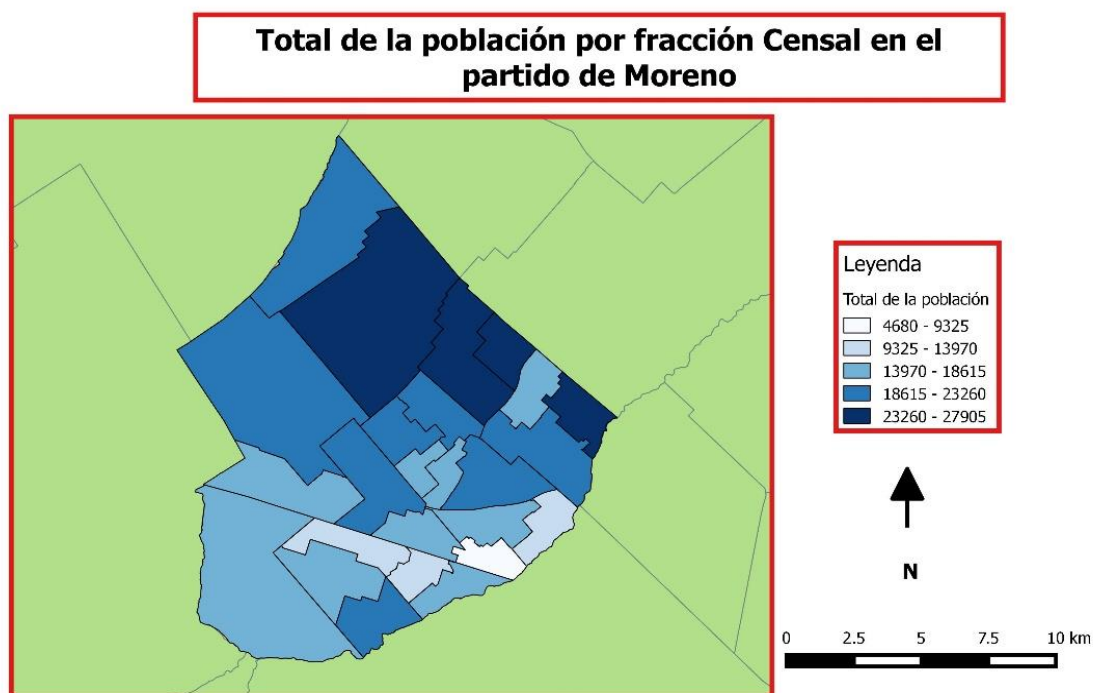 Total de la población por fracción Censal en el
partido de Moreno
Leyenda
Total de la población
4680 - 9325
9325 - 13970
13970 - 18615
18615 - 23260
23260 - 27905
N
0 2.5 5 7.5 10 km